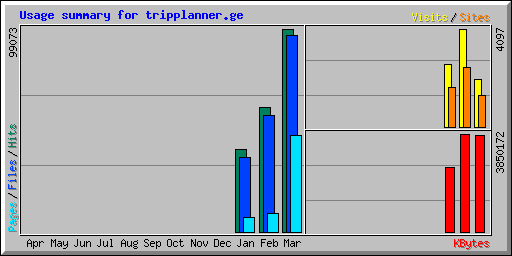 Usage summary for tripplanner.ge
Visits/Sites
99073
4097
Pages/Files/Hits
3850172
Apr May Jun Jul Aug Sep Oct Nov Dec Jan Feb Mar
KBytes